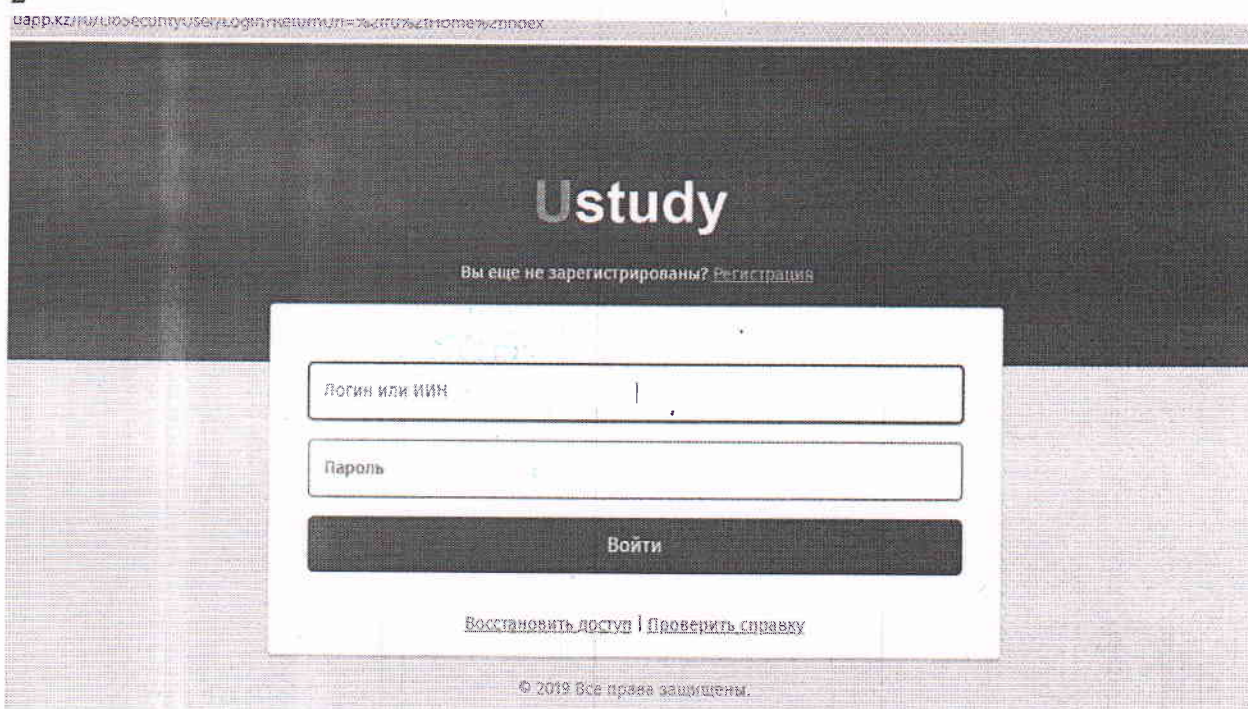 Ustudy
Вы еще не зарегистрированы? Регистрация
Логин или ИИН
Пароль
Войти
Восстановить доступ | Проверить справку
© 2019 Все права защищены.